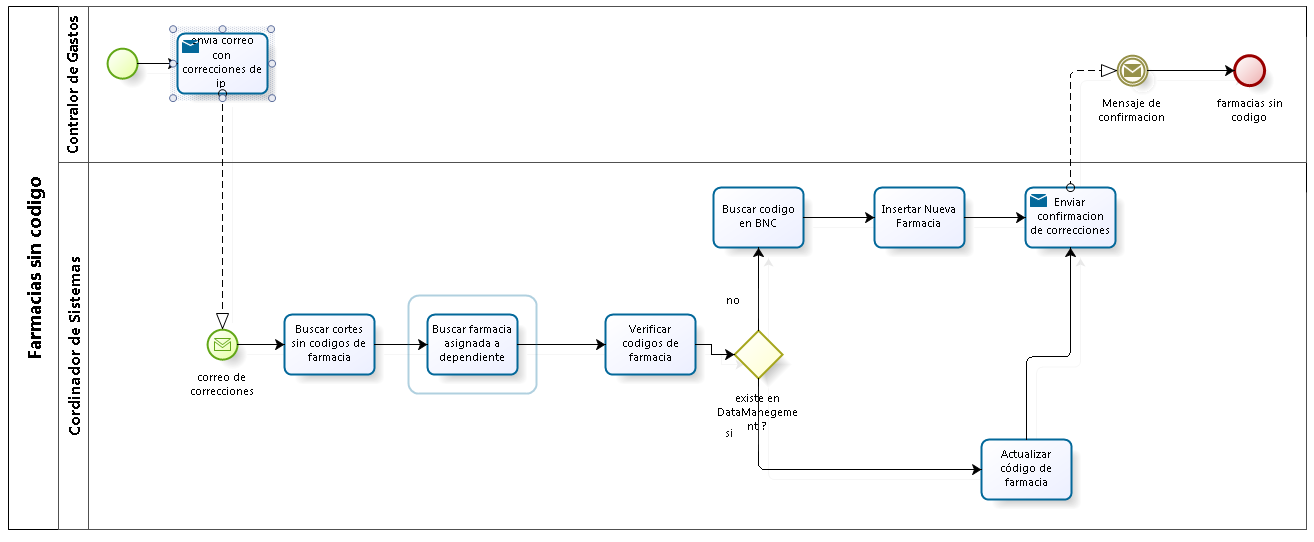 Farmacias sin codigo
Contralor de Gastos
envia correo
con
correcciones de
ip
Mensaje de
confirmacion
farmacias sin
codigo
Cordinador de Sistemas
correo de
correcciones
Buscar cortes
sin codigos de
farmacia
Buscar farmacia
asignada a
dependiente
Verificar
codigos de
farmacia
existe en
DataManegeme
nt ?
no
si
Buscar codigo
en BNC
Insertar Nueva
Farmacia
Enviar
confirmacion
de correcciones
Actualizar
código de
farmacia